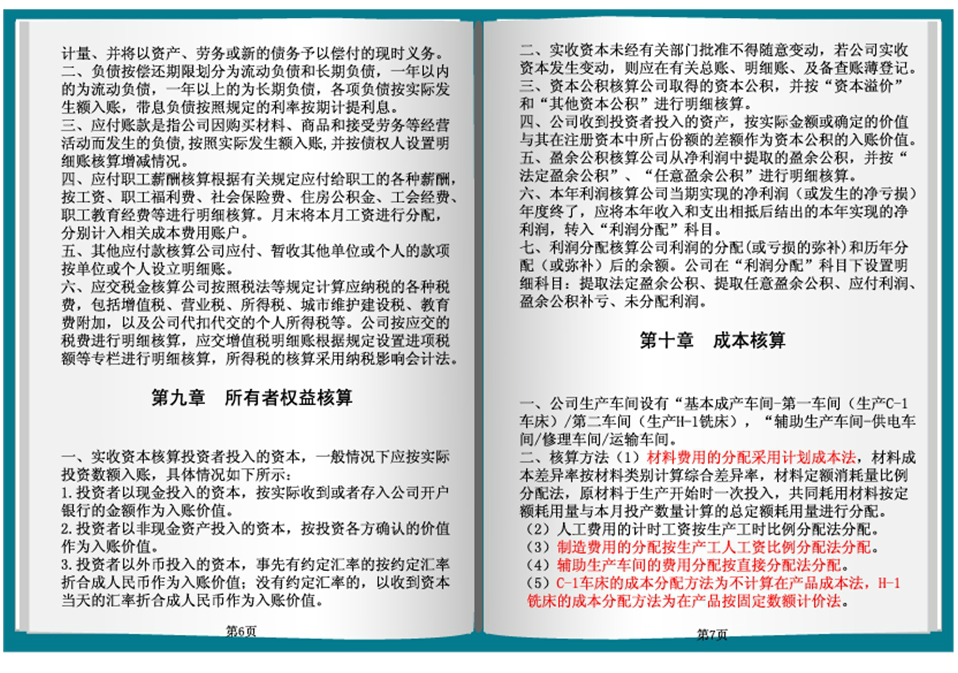 计量、并将以资产、劳务或新的债务予以偿付的现时义务。
二、负债按偿还期限划分为流动负债和长期负债，一年以内
的为流动负债，一年以上的为长期负债，各项负债按实际发
生额入账，带息负债按照规定的利率按期计提利息。
三、应付账款是指公司因购买材料、商品和接受劳务等经营
活动而发生的负债,按照实际发生额入账,并按债权人设置明
细账核算增减情况。
四、应付职工薪酬核算根据有关规定应付给职工的各种薪酬，
按工资、职工福利费、社会保险费、住房公积金、工会经费、
职工教育经费等进行明细核算。月末将本月工资进行分配，
分别计入相关成本费用账户。
五、其他应付款核算公司应付、暂收其他单位或个人的款项
按单位或个人设立明细账。
六、应交税金核算公司按照税法等规定计算应纳税的各种税
费，包括增值税、营业税、所得税、城市维护建设税、教育
费附加，以及公司代扣代交的个人所得税等。公司按应交的
税费进行明细核算，应交增值税明细账根据规定设置进项税
额等专栏进行明细核算，所得税的核算采用纳税影响会计法。
第九章 所有者权益核算
一、实收资本核算投资者投入的资本，一般情况下应按实际
投资数额入账，具体情况如下所示：
1.投资者以现金投入的资本，按实际收到或者存入公司开户
银行的金额作为入账价值。
2.投资者以非现金资产投入的资本，按投资各方确认的价值
作为入账价值。
3.投资者以外币投入的资本，事先有约定汇率的按约定汇率
折合成人民币作为入账价值；没有约定汇率的，以收到资本
当天的汇率折合成人民币作为入账价值。
第6页
二、实收资本未经有关部门批准不得随意变动，若公司实收
资本发生变动，则应在有关总账、明细账、及备查账薄登记。
三、资本公积核算公司取得的资本公积，并按“资本溢价”
和“其他资本公积”进行明细核算。
四、公司收到投资者投入的资产，按实际金额或确定的价值
与其在注册资本中所占份额的差额作为资本公积的入账价值。
五、盈余公积核算公司从净利润中提取的盈余公积，并按“
法定盈余公积”、“任意盈余公积”进行明细核算。
六、本年利润核算公司当期实现的净利润（或发生的净亏损）
年度终了，应将本年收入和支出相抵后结出的本年实现的净
利润，转入“利润分配”科目。
七、利润分配核算公司利润的分配(或亏损的弥补)和历年分
配（或弥补）后的余额。公司在“利润分配”科目下设置明
细科目：提取法定盈余公积、提取任意盈余公积、应付利润、
盈余公积补亏、未分配利润。
第十章 成本核算
一、公司生产车间设有“基本成产车间-第一车间（生产C-1
车床）/第二车间（生产H-1铣床），“辅助生产车间-供电车
间/修理车间/运输车间。
二、核算方法（1）材料费用的分配采用计划成本法，材料成
本差异率按材料类别计算综合差异率，材料定额消耗量比例
分配法，原材料于生产开始时一次投入，共同耗用材料按定
额耗用量与本月投产数量计算的总定额耗用量进行分配。
（2）人工费用的计时工资按生产工时比例分配法分配。
（3）制造费用的分配按生产工人工资比例分配法分配。
（4）辅助生产车间的费用分配按直接分配法分配。
（5）C-1车床的成本分配方法为不计算在产品成本法，H-1
铣床的成本分配方法为在产品按固定数额计价法。
第7页